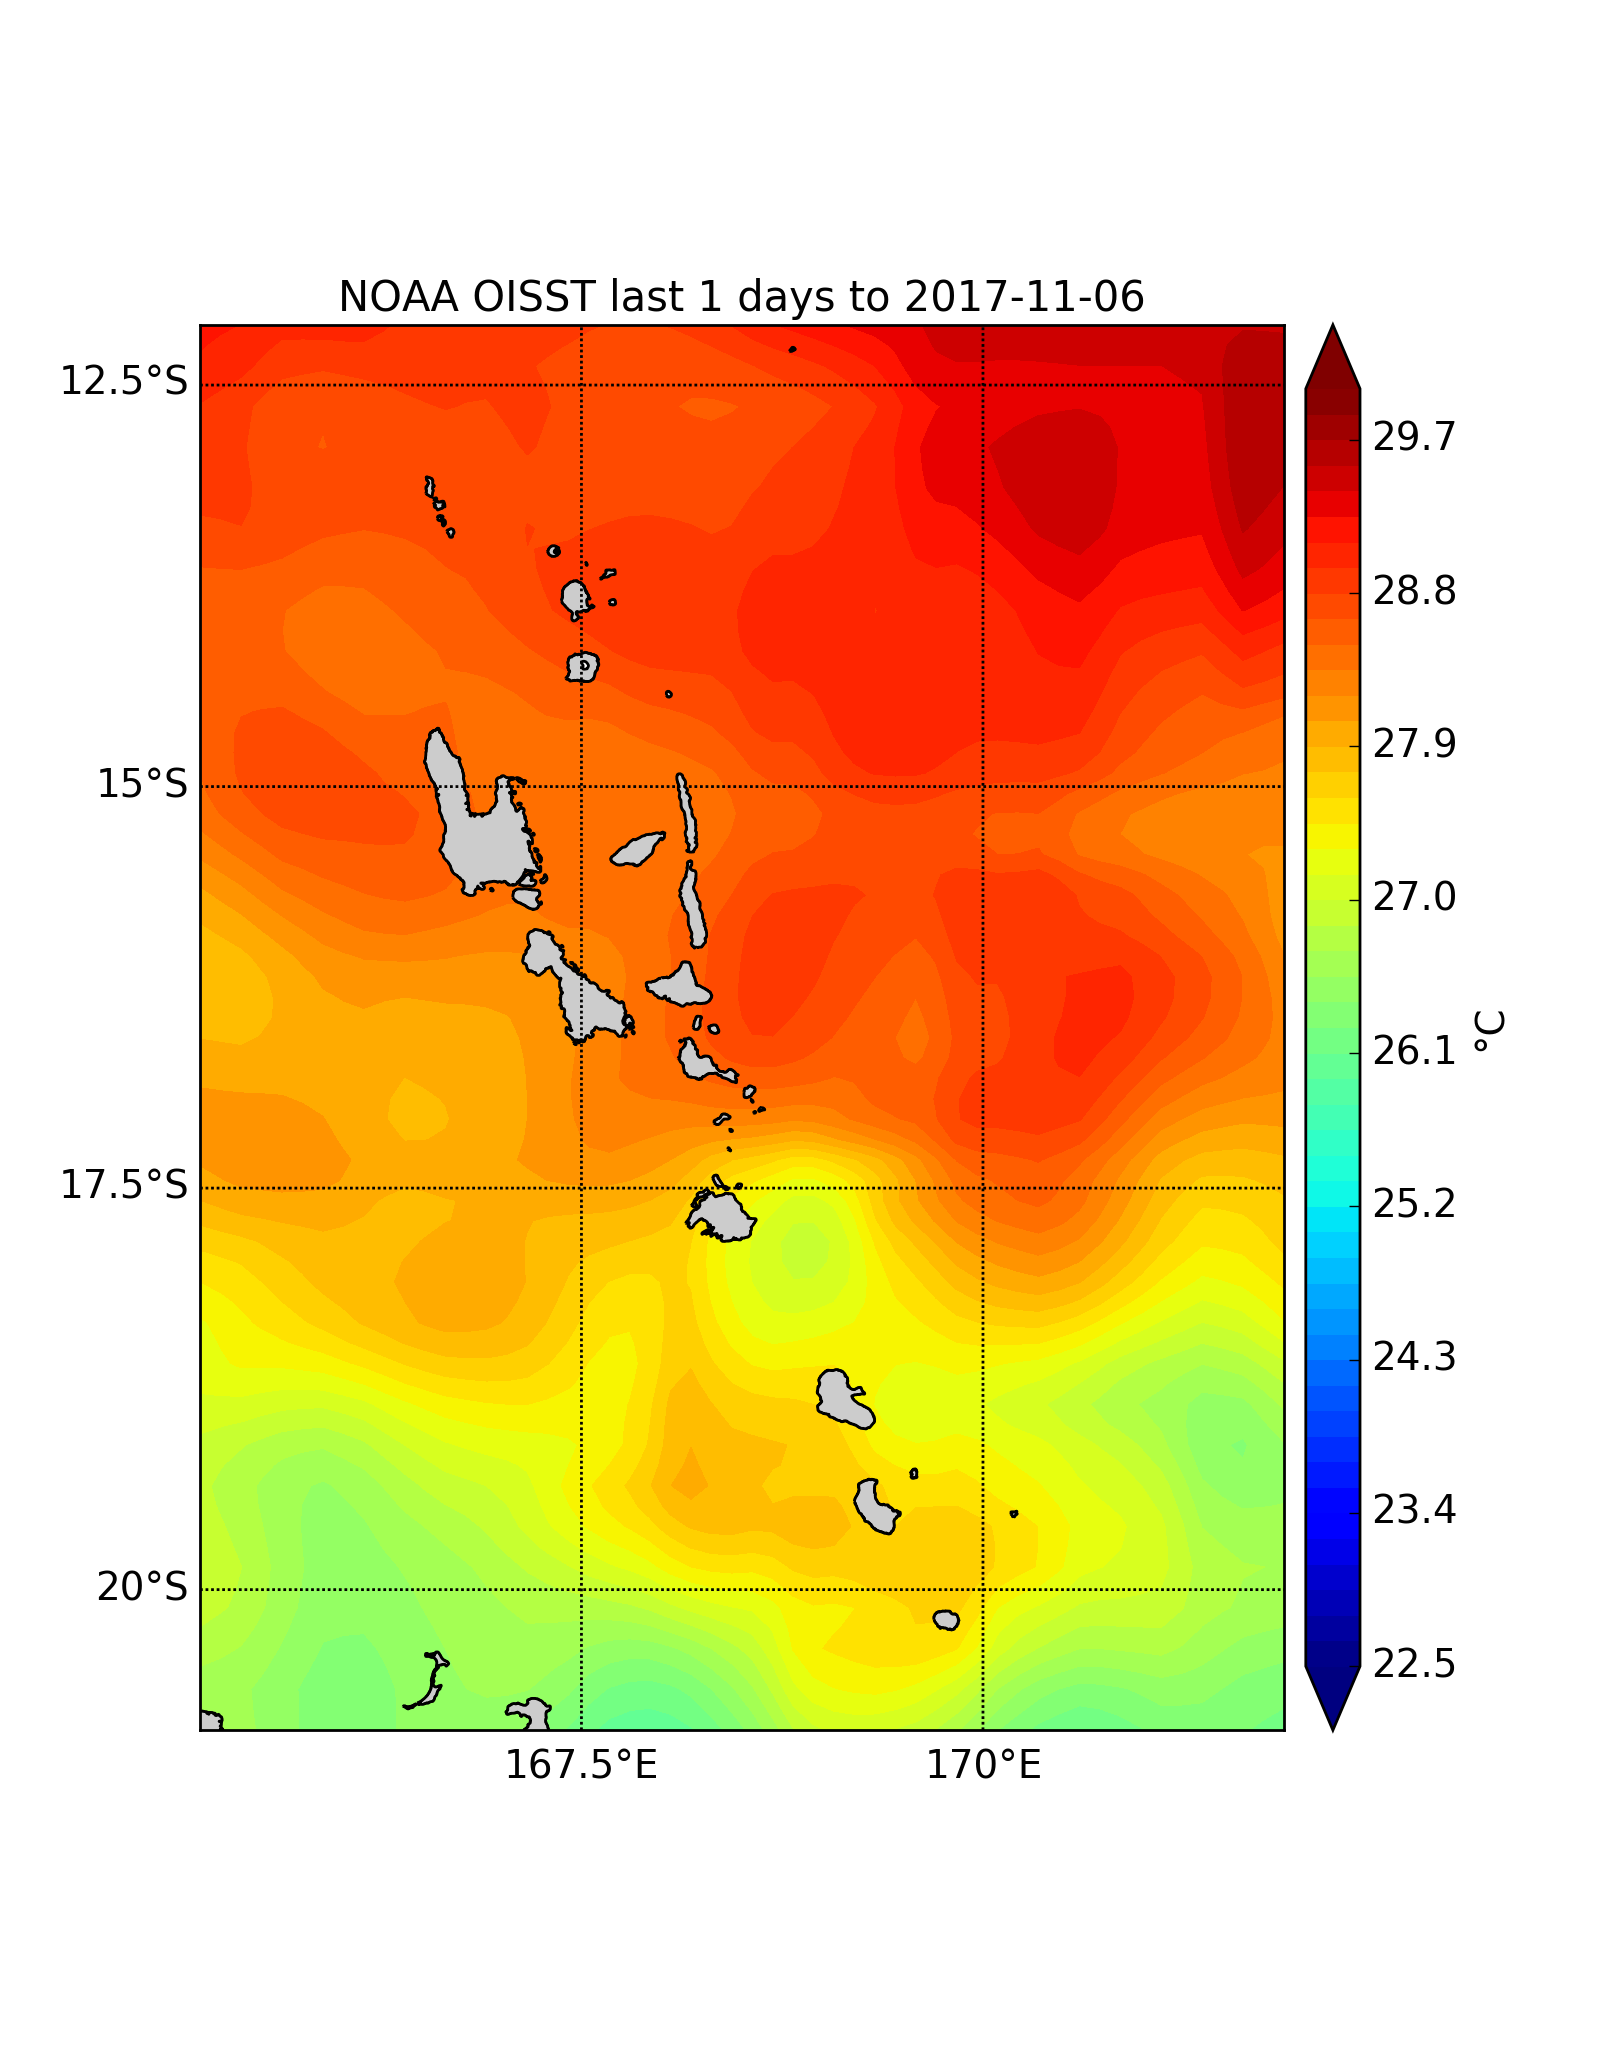 NOAA OISST last 1 days to 2017-11-06
12.5°S
15°S
17.5°S
20°S
167.5°E
170°E
29.7
28.8
27.9
27.0
26.1
25.2
24.3
23.4
22.5
°C